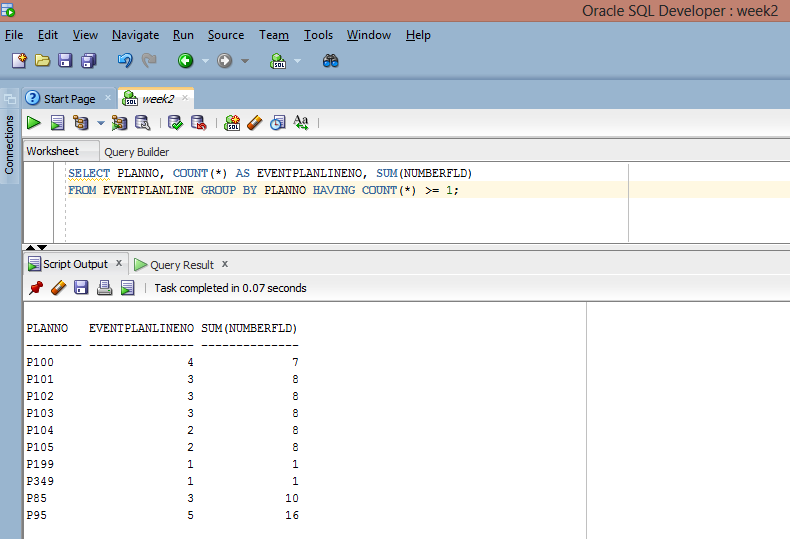 Oracle SQL Developer : week2
File Edit View Navigate Run Source Team Tools Window Help
Connections
Start Page
week2
Worksheet Query Builder
SELECT PLANNO, COUNT(*) AS EVENTPLANLINENO, SUM(NUMBERFLD)
FROM EVENTPLANLINE GROUP BY PLANNO HAVING COUNT(*) >= 1;
Script Output x Query Result x
Task completed in 0.07 seconds
PLANNO EVENTPLANLINENO SUM(NUMBERFLD)
-------- --------------- --------------
P100 4 7
P101 3 8
P102 3 8
P103 3 8
P104 2 8
P105 2 8
P199 1 1
P349 1 1
P85 3 10
P95 5 16